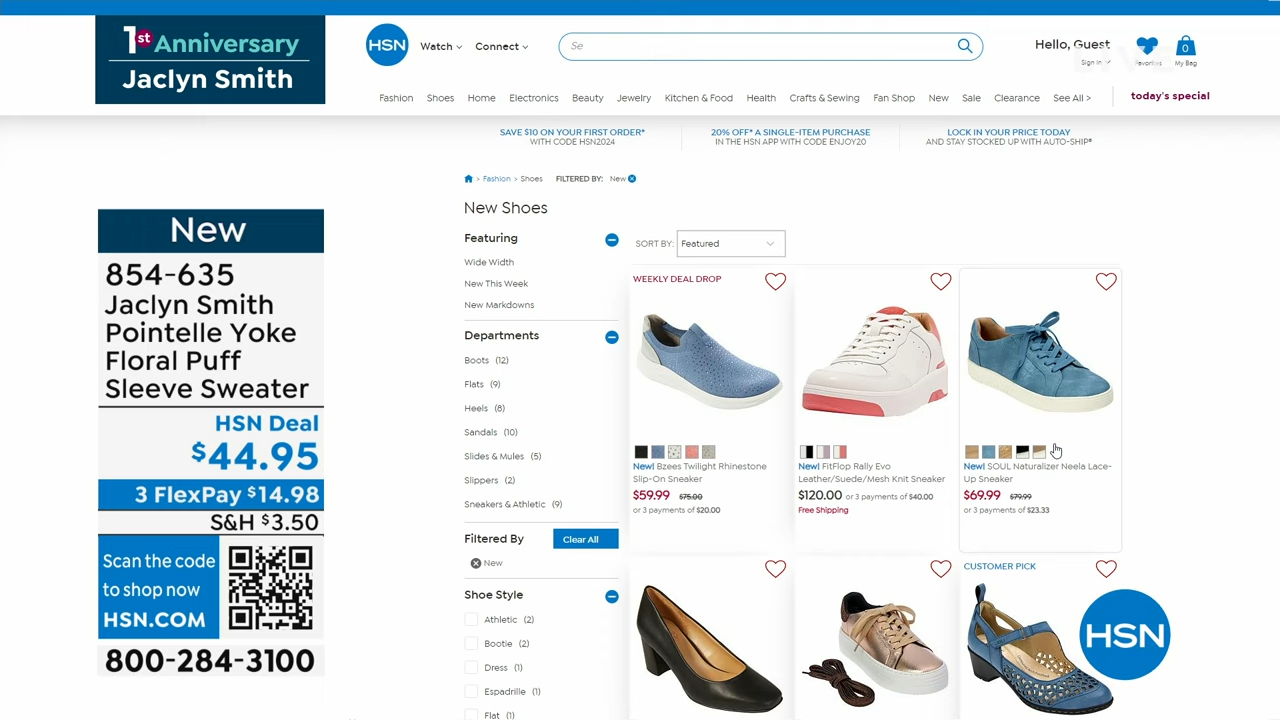 1st Anniversary
Jaclyn Smith
HSN
Watch
Connect
Se
Hello, Guest
Sign In
Favorites
0
My Bag
Fashion
Shoes
Home
Electronics
Beauty
Jewelry
Kitchen & Food
Health
Crafts & Sewing
Fan Shop
New
Sale
Clearance
See All >
today's special
SAVE $10 ON YOUR FIRST ORDER*
WITH CODE HSN2024
20% OFF* A SINGLE-ITEM PURCHASE
IN THE HSN APP WITH CODE ENJOY20
LOCK IN YOUR PRICE TODAY
AND STAY STOCKED UP WITH AUTO-SHIP®
> Fashion > Shoes FILTERED BY: New
New Shoes
New
854-635
Jaclyn Smith
Pointelle Yoke
Floral Puff
Sleeve Sweater
HSN Deal
$44.95
3 FlexPay $14.98
S&H $3.50
Scan the code
to shop now
HSN.COM
800-284-3100
Featuring
Wide Width
New This Week
New Markdowns
Departments
Boots (12)
Flats (9)
Heels (8)
Sandals (10)
Slides & Mules (5)
Slippers (2)
Sneakers & Athletic (9)
Filtered By
Clear All
New
Shoe Style
Athletic (2)
Bootie (2)
Dress (1)
Espadrille (1)
Flat (1)
SORT BY: Featured
WEEKLY DEAL DROP
New! Bzees Twilight Rhinestone
Slip-On Sneaker
$59.99 $75.00
or 3 payments of $20.00
New! FitFlop Rally Evo
Leather/Suede/Mesh Knit Sneaker
$120.00 or 3 payments of $40.00
Free Shipping
New! SOUL Naturalizer Neela Lace-
Up Sneaker
$69.99 $79.99
or 3 payments of $23.33
CUSTOMER PICK
HSN